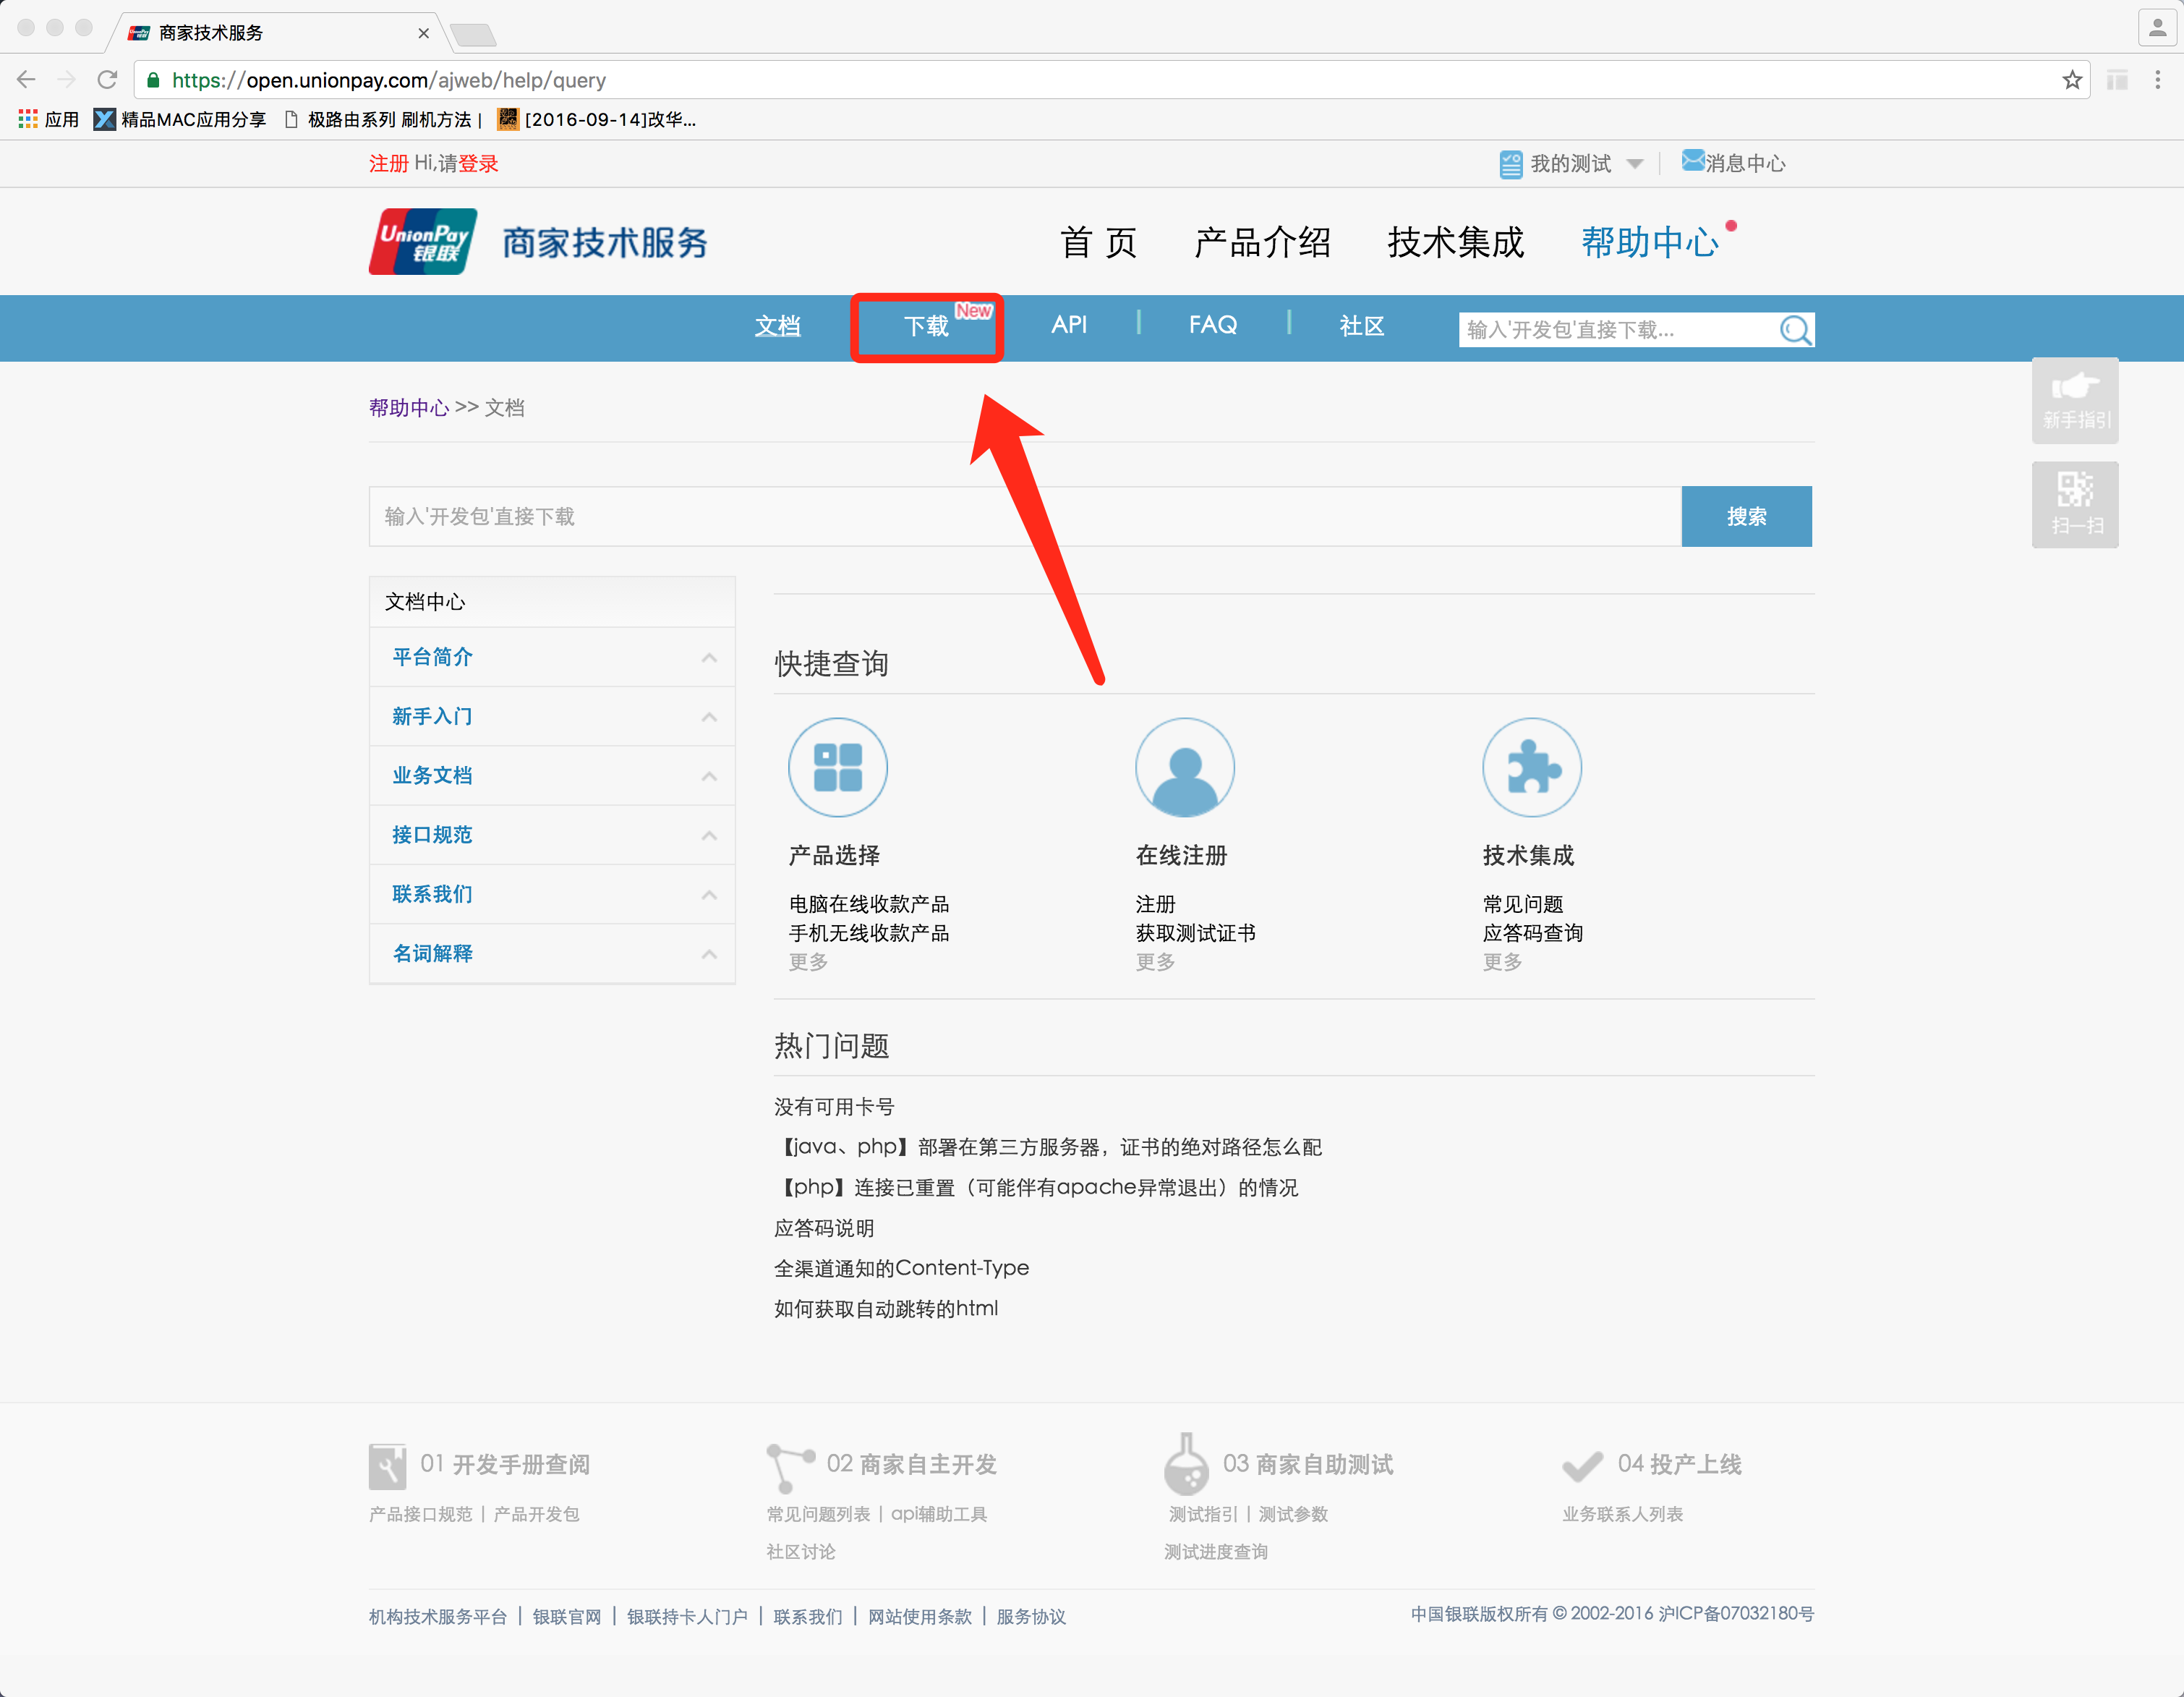 商家技术服务
https://open.unionpay.com/ajweb/help/query
应用 精品MAC应用分享 极路由系列 刷机方法 | [2016-09-14]改华...
注册 Hi,请登录 我的测试 消息中心
UnionPay 银联 商家技术服务 首 页 产品介绍 技术集成 帮助中心
文档 下载 New API FAQ 社区 输入'开发包'直接下载...
新手指引
帮助中心 >> 文档
输入'开发包'直接下载 搜索
扫一扫
文档中心
平台简介
新手入门
业务文档
接口规范
联系我们
名词解释
快捷查询
产品选择
电脑在线收款产品
手机无线收款产品
更多
在线注册
注册
获取测试证书
更多
技术集成
常见问题
应答码查询
更多
热门问题
没有可用卡号
【java、php】部署在第三方服务器，证书的绝对路径怎么配
【php】连接已重置（可能伴有apache异常退出）的情况
应答码说明
全渠道通知的Content-Type
如何获取自动跳转的html
01 开发手册查阅
产品接口规范 | 产品开发包
02 商家自主开发
常见问题列表 | api辅助工具
社区讨论
03 商家自助测试
测试指引 | 测试参数
测试进度查询
04 投产上线
业务联系人列表
机构技术服务平台 | 银联官网 | 银联持卡人门户 | 联系我们 | 网站使用条款 | 服务协议
中国银联版权所有 © 2002-2016 沪ICP备07032180号